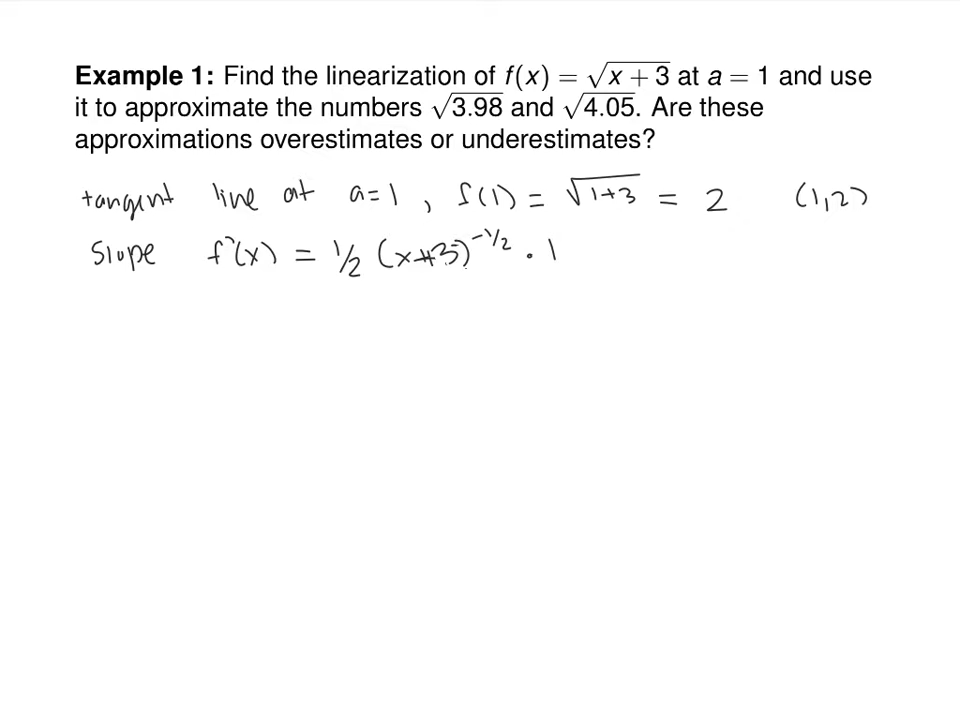 Example 1: Find the linearization of f(x) = √x + 3 at a = 1 and use
it to approximate the numbers √3.98 and √4.05. Are these
approximations overestimates or underestimates?
tangent line at a=1, f(1) = √1+3 = 2 (1,2)
Slope f'(x) = 1/2 (x+3)^-1/2 · 1